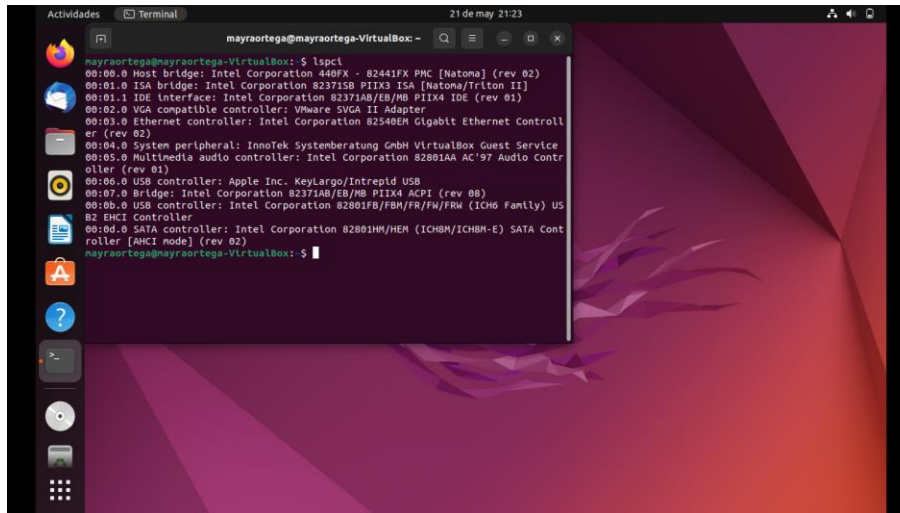 Actividades
Terminal
21 de may 21:23
mayraortega@mayraortega-VirtualBox: ~
mayraortega@mayraortega-VirtualBox:~$ lspci
00:00.0 Host bridge: Intel Corporation 440FX - 82441FX PMC [Natoma] (rev 02)
00:01.0 ISA bridge: Intel Corporation 82371SB PIIX3 ISA [Natoma/Triton II]
00:01.1 IDE interface: Intel Corporation 82371AB/EB/MB PIIX4 IDE (rev 01)
00:02.0 VGA compatible controller: VMware SVGA II Adapter
00:03.0 Ethernet controller: Intel Corporation 82540EM Gigabit Ethernet Controll
er (rev 02)
00:04.0 System peripheral: InnoTek Systemberatung GmbH VirtualBox Guest Service
00:05.0 Multimedia audio controller: Intel Corporation 82801AA AC'97 Audio Contr
oller (rev 01)
00:06.0 USB controller: Apple Inc. KeyLargo/Intrepid USB
00:07.0 Bridge: Intel Corporation 82371AB/EB/MB PIIX4 ACPI (rev 08)
00:0b.0 USB controller: Intel Corporation 82801FB/FBM/FR/FW/FRW (ICH6 Family) US
B2 EHCI Controller
00:0d.0 SATA controller: Intel Corporation 82801HM/HEM (ICH8M/ICH8M-E) SATA Cont
roller [AHCI mode] (rev 02)
mayraortega@mayraortega-VirtualBox:~$